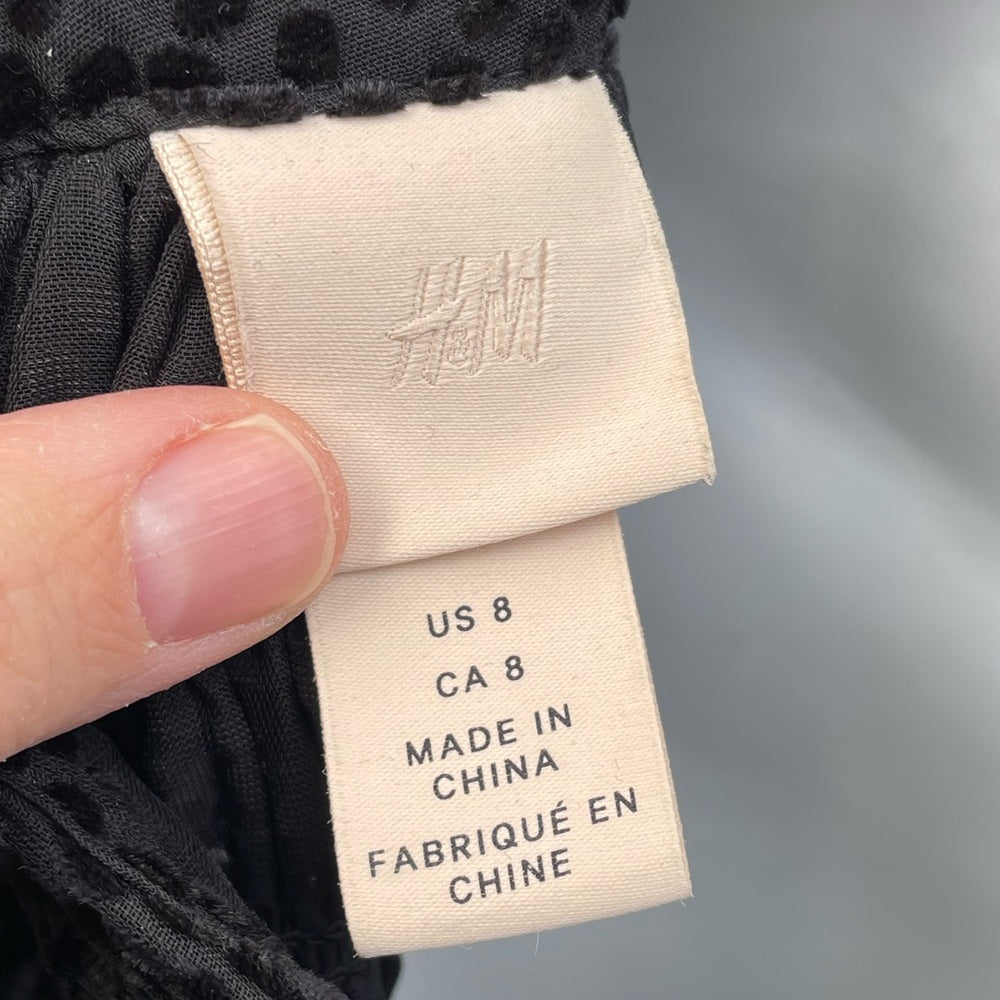 H&M
US 8
CA 8
MADE IN
CHINA
FABRIQUÉ EN
CHINE